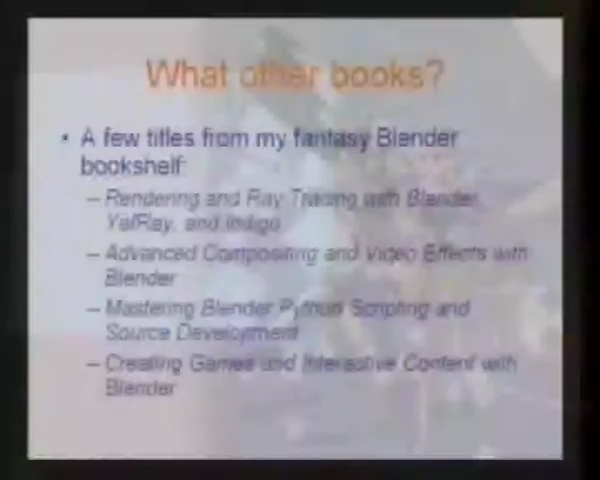 What other books?
• A few titles from my fantasy Blender
bookshelf:
– Rendering and Ray Tracing with Blender,
YafRay, and Indigo
– Advanced Compositing and Video Effects with
Blender
– Mastering Blender Python Scripting and
Source Development
– Creating Games and Interactive Content with
Blender